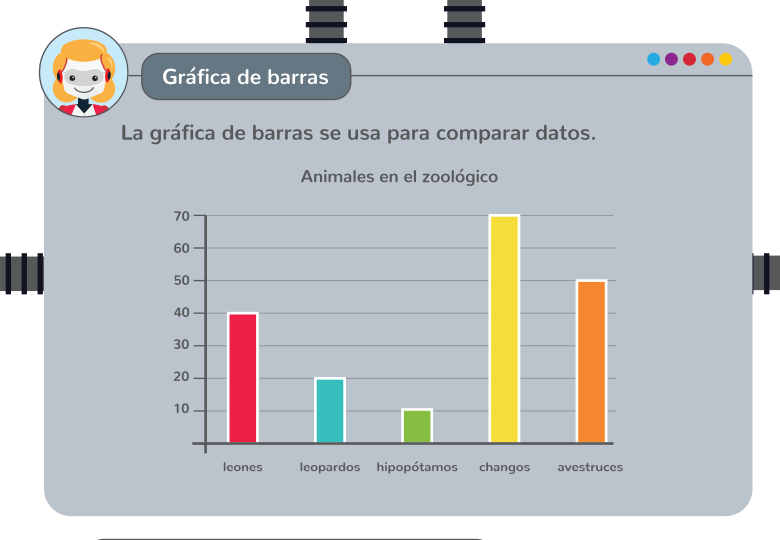 Gráfica de barras
La gráfica de barras se usa para comparar datos.
Animales en el zoológico
70
60
50
40
30
20
10
leones leopardos hipopótamos changos avestruces